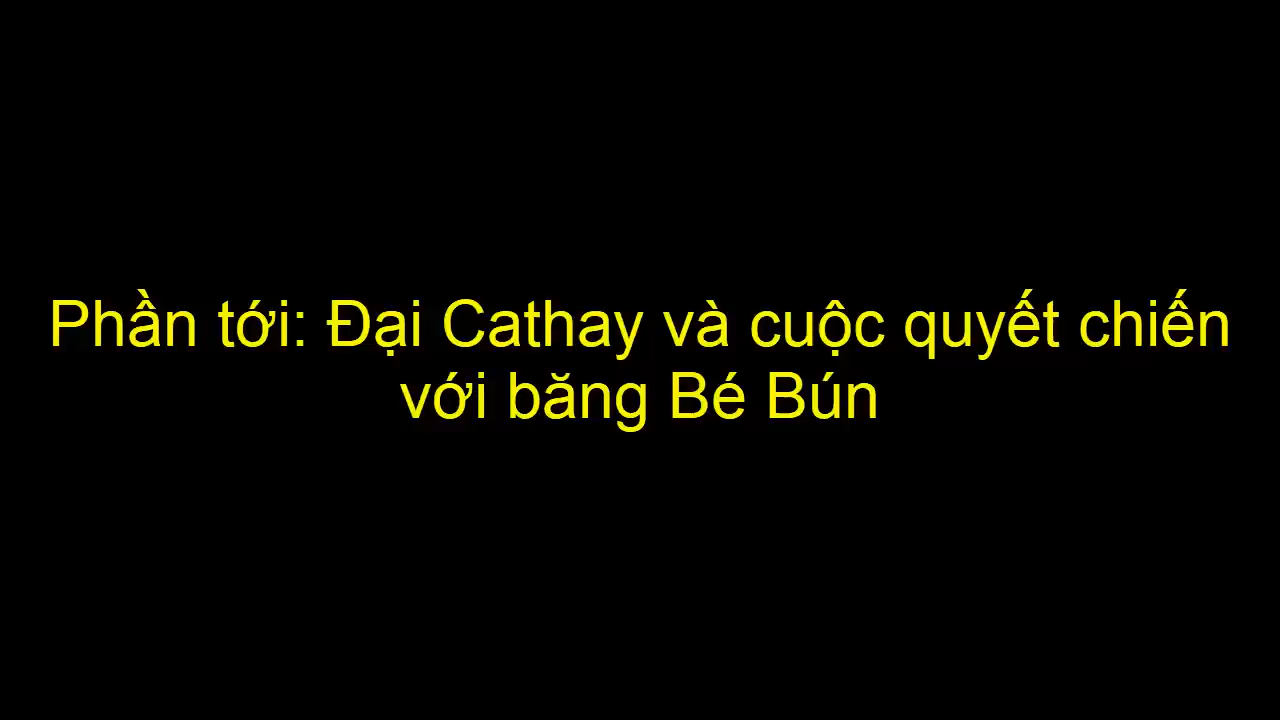 Phần tới: Đại Cathay và cuộc quyết chiến
với băng Bé Bún